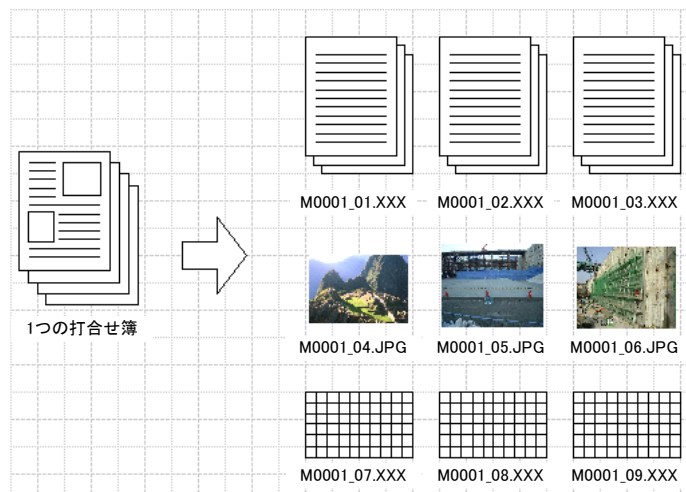 M0001_01.XXX M0001_02.XXX M0001_03.XXX
1つの打合せ簿
M0001_04.JPG M0001_05.JPG M0001_06.JPG
M0001_07.XXX M0001_08.XXX M0001_09.XXX